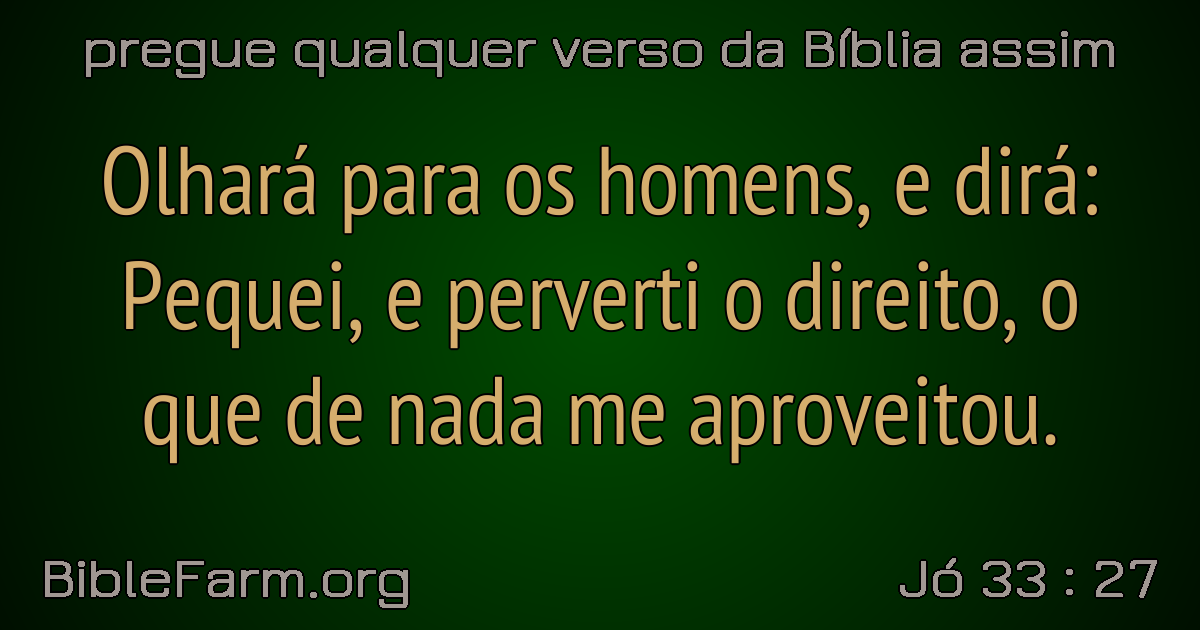 pregue qualquer verso da Bíblia assim
Olhará para os homens, e dirá:
Pequei, e perverti o direito, o
que de nada me aproveitou.
BibleFarm.org
Jó 33 : 27